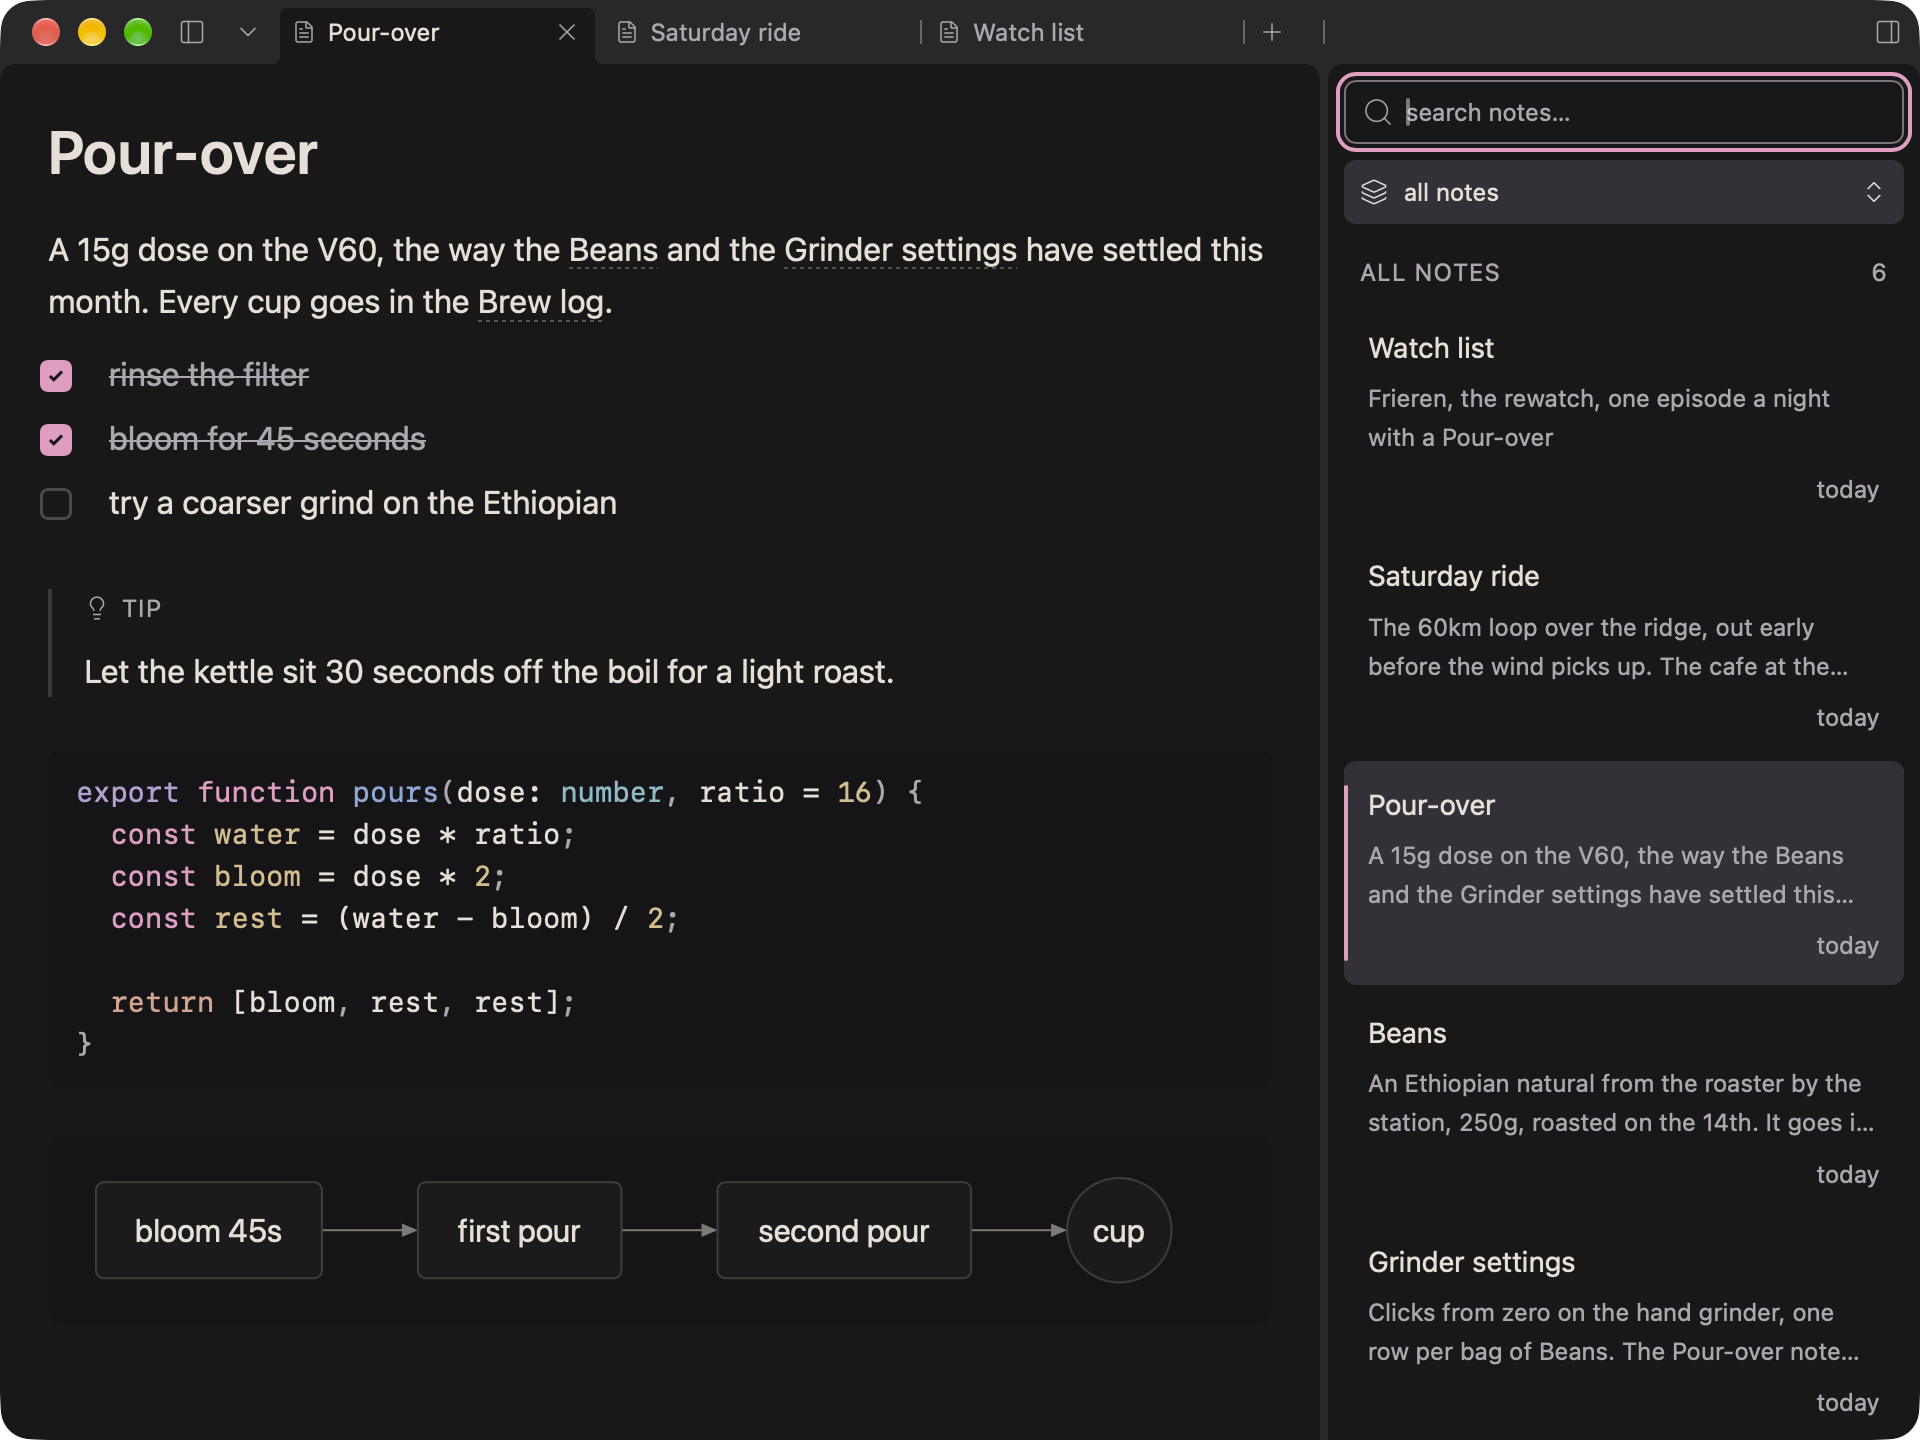 Pour-over
Saturday ride
Watch list
Pour-over
A 15g dose on the V60, the way the Beans and the Grinder settings have settled this
month. Every cup goes in the Brew log.
rinse the filter
bloom for 45 seconds
try a coarser grind on the Ethiopian
TIP
Let the kettle sit 30 seconds off the boil for a light roast.
export function pours(dose: number, ratio = 16) {
  const water = dose * ratio;
  const bloom = dose * 2;
  const rest = (water - bloom) / 2;
  return [bloom, rest, rest];
}
bloom 45s
first pour
second pour
cup
search notes...
all notes
ALL NOTES 6
Watch list
Frieren, the rewatch, one episode a night
with a Pour-over
today
Saturday ride
The 60km loop over the ridge, out early
before the wind picks up. The cafe at the...
today
Pour-over
A 15g dose on the V60, the way the Beans
and the Grinder settings have settled this...
today
Beans
An Ethiopian natural from the roaster by the
station, 250g, roasted on the 14th. It goes i...
today
Grinder settings
Clicks from zero on the hand grinder, one
row per bag of Beans. The Pour-over note...
today